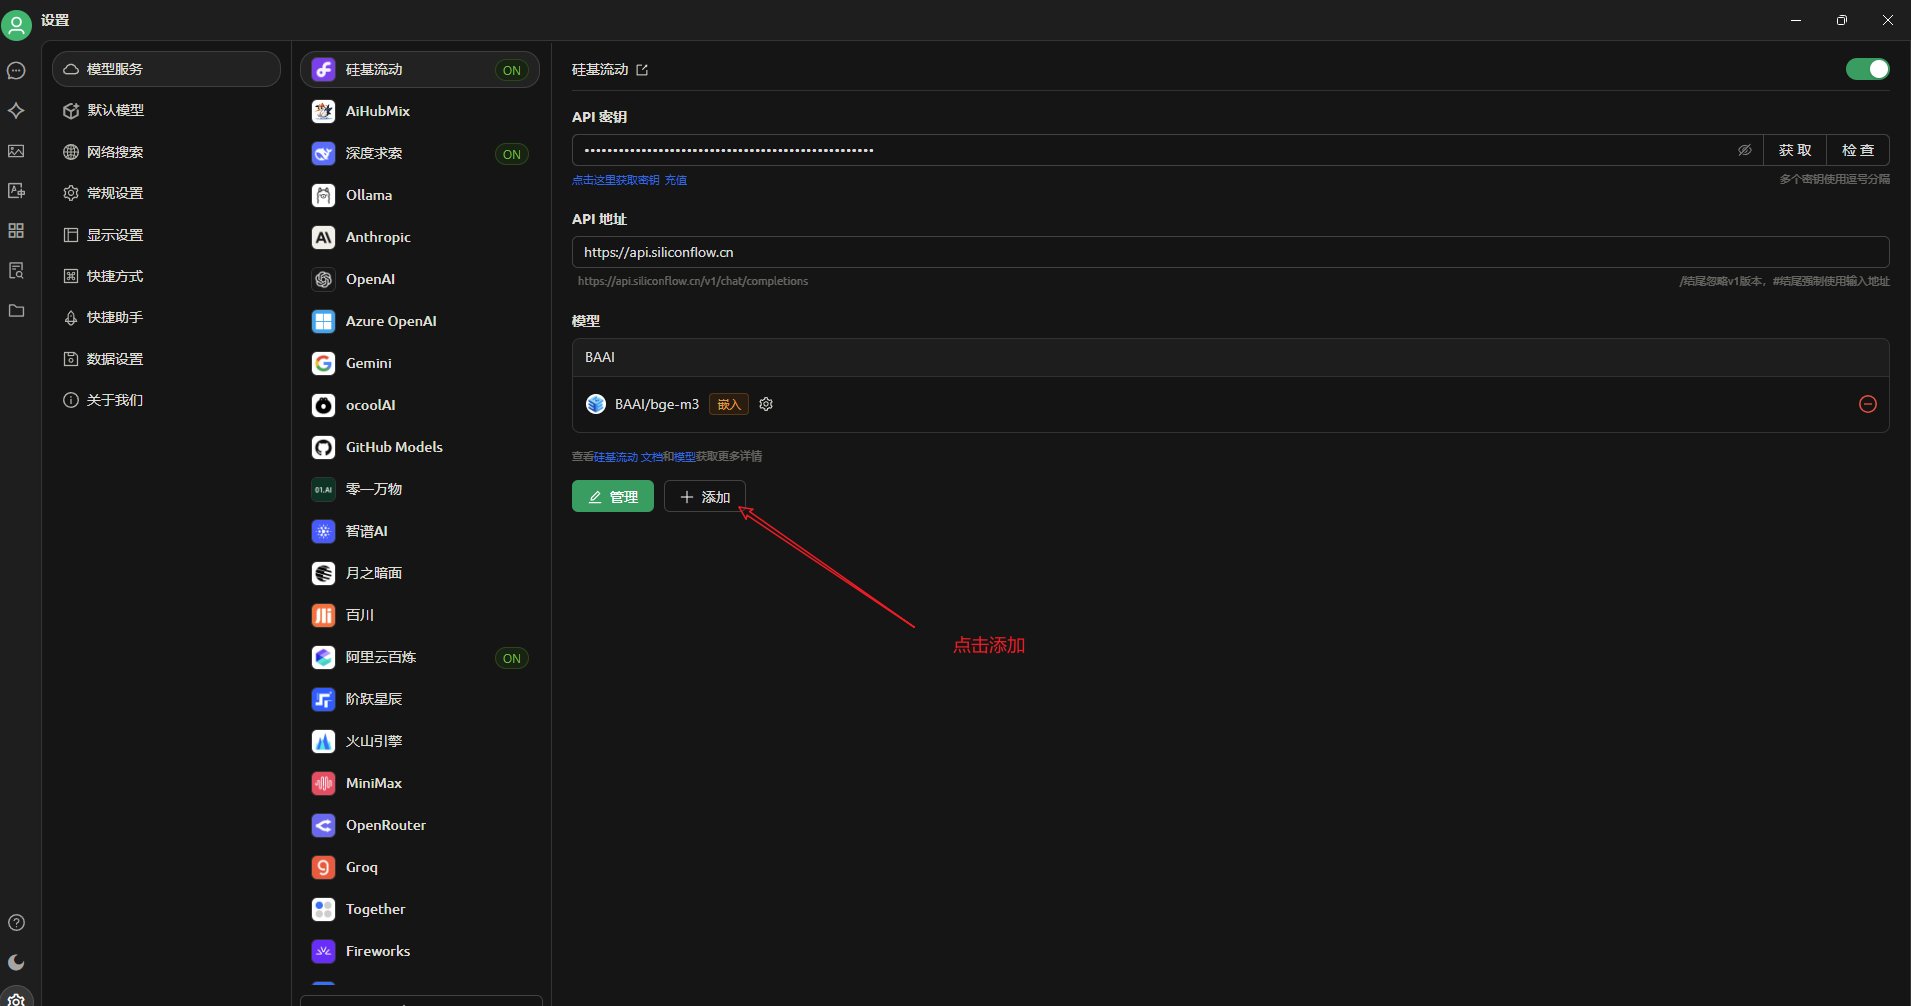 设置
模型服务
默认模型
网络搜索
常规设置
显示设置
快捷方式
快捷助手
数据设置
关于我们
硅基流动 ON
AiHubMix
深度求索 ON
Ollama
Anthropic
OpenAI
Azure OpenAI
Gemini
ocoolAI
GitHub Models
01.AI 零一万物
智谱AI
月之暗面
百川
阿里云百炼 ON
阶跃星辰
火山引擎
MiniMax
OpenRouter
Groq
Together
Fireworks
硅基流动
API 密钥
••••••••••••••••••••••••••••••••••••••••••••••••••• 获 取 检 查
点击这里获取密钥 充值 多个密钥使用逗号分隔
API 地址
https://api.siliconflow.cn
https://api.siliconflow.cn/v1/chat/completions /结尾忽略v1版本，#结尾强制使用输入地址
模型
BAAI
BAAI/bge-m3 嵌入
查看硅基流动 文档和模型获取更多详情
管理 添加
点击添加